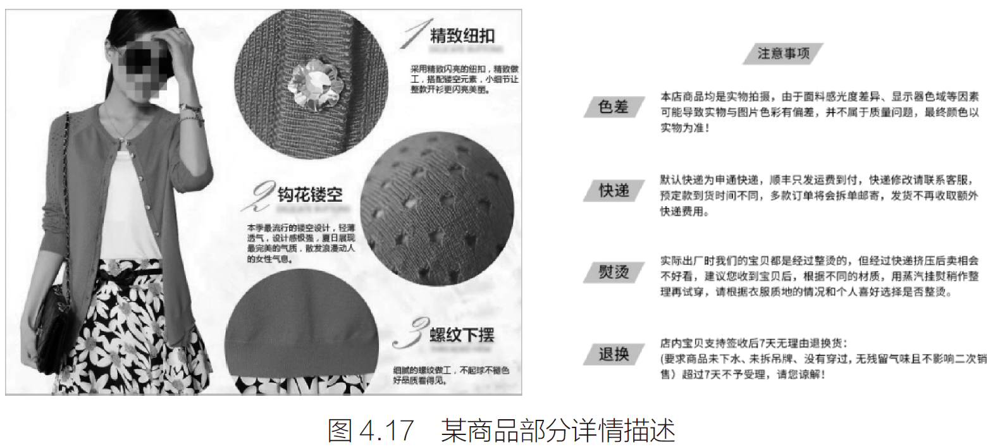 1 精致纽扣
采用精致闪亮的纽扣，精致做
工，搭配镂空元素，小细节让
整款开衫更闪亮美丽。
2 钩花镂空
本季最流行的镂空设计，轻薄
透气，设计感极强，夏日展现
最完美的气质，散发浪漫动人
的女性气息。
3 螺纹下摆
细腻的螺纹做工，不起球不褪色
好品质看得见。
注意事项
色差
本店商品均是实物拍摄，由于面料感光度差异、显示器色域等因素
可能导致实物与图片色彩有偏差，并不属于质量问题，最终颜色以
实物为准！
快递
默认快递为申通快递，顺丰只发运费到付，快递修改请联系客服，
预定款到货时间不同，多款订单将会拆单邮寄，发货不再收取额外
快递费用。
熨烫
实际出厂时我们的宝贝都是经过整烫的，但经过快递挤压后卖相会
不好看，建议您收到宝贝后，根据不同的材质，用蒸汽挂熨稍作整
理再试穿，请根据衣服质地的情况和个人喜好选择是否整烫。
退换
店内宝贝支持签收后7天无理由退换货：
(要求商品未下水、未拆吊牌、没有穿过，无残留气味且不影响二次销
售）超过7天不予受理，请您谅解！
图 4.17 某商品部分详情描述